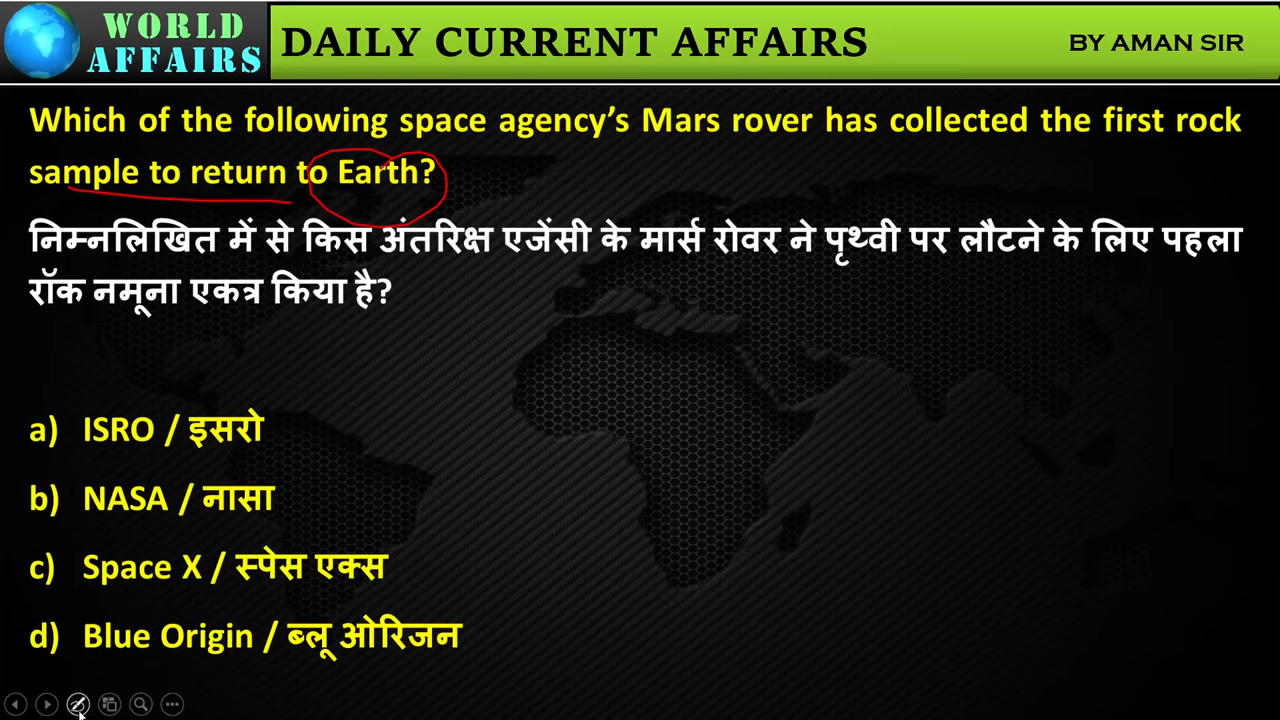 WORLD AFFAIRS
DAILY CURRENT AFFAIRS
BY AMAN SIR
Which of the following space agency’s Mars rover has collected the first rock
sample to return to Earth?
निम्नलिखित में से किस अंतरिक्ष एजेंसी के मार्स रोवर ने पृथ्वी पर लौटने के लिए पहला
रॉक नमूना एकत्र किया है?
a) ISRO / इसरो
b) NASA / नासा
c) Space X / स्पेस एक्स
d) Blue Origin / ब्लू ओरिजन